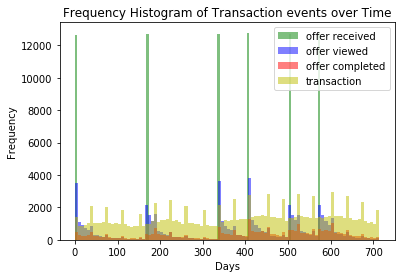 Frequency Histogram of Transaction events over Time
offer received
offer viewed
offer completed
transaction
12000
10000
8000
6000
4000
2000
0
Frequency
0 100 200 300 400 500 600 700
Days